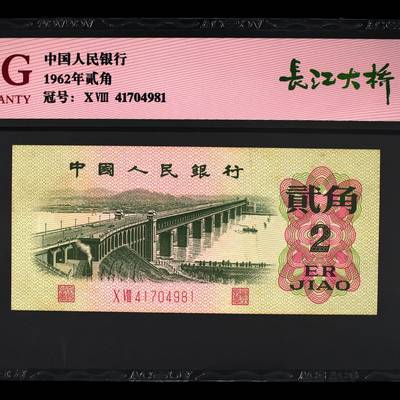 G
ANTY
中国人民银行
1962年贰角
冠号：XⅧ 41704981
長江大桥
中國人民銀行
貳角
2
ER
JIAO
XⅧ 41704981